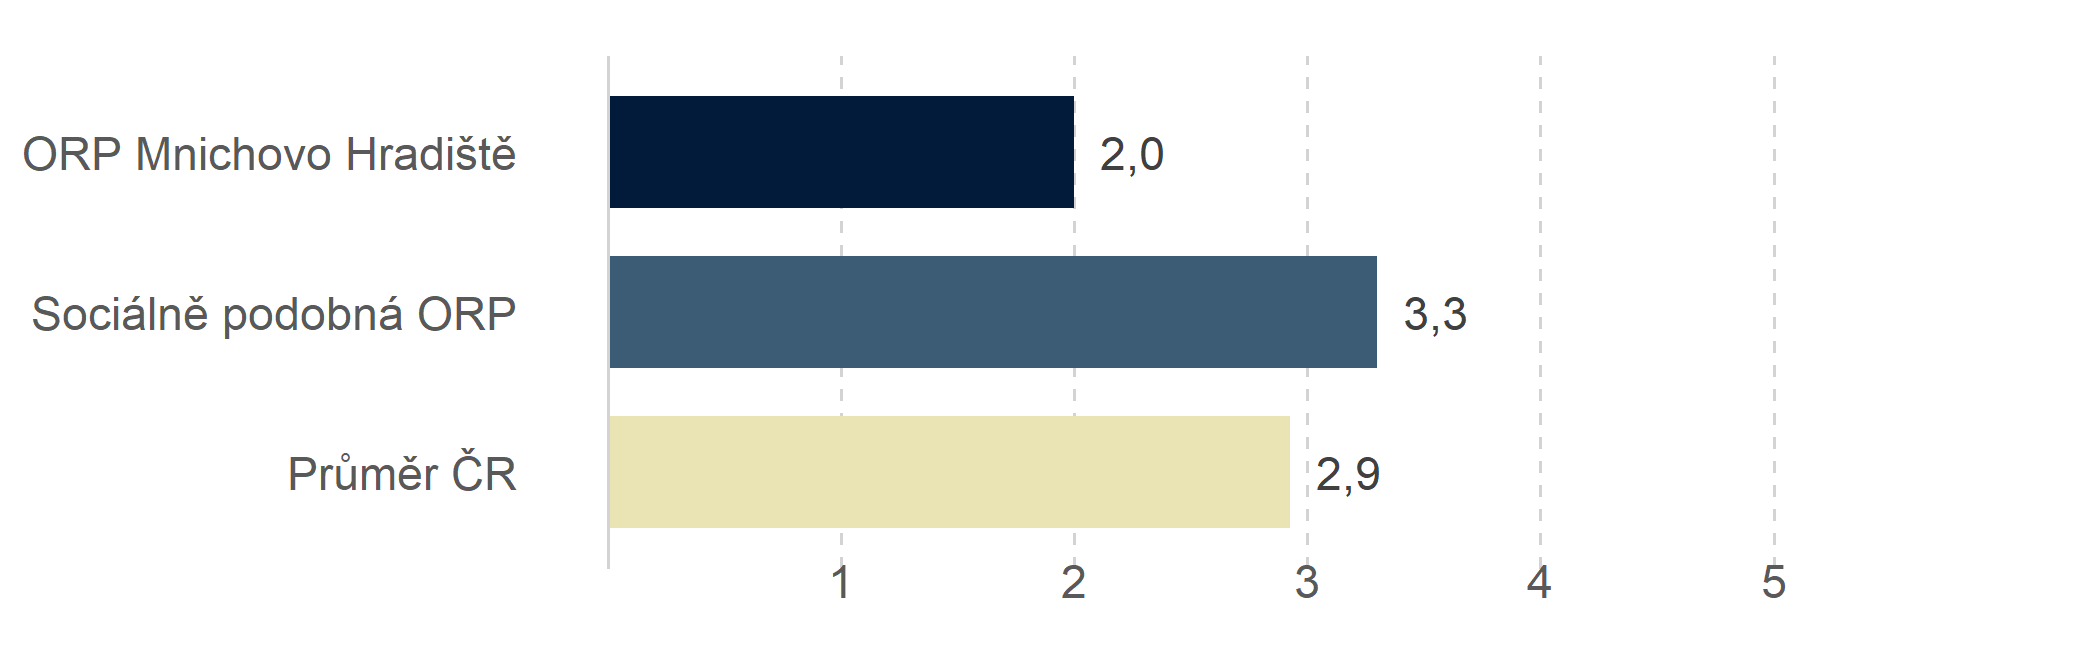 ORP Mnichovo Hradiště
2,0
Sociálně podobná ORP
3,3
Průměr ČR
2,9
1 2 3 4 5